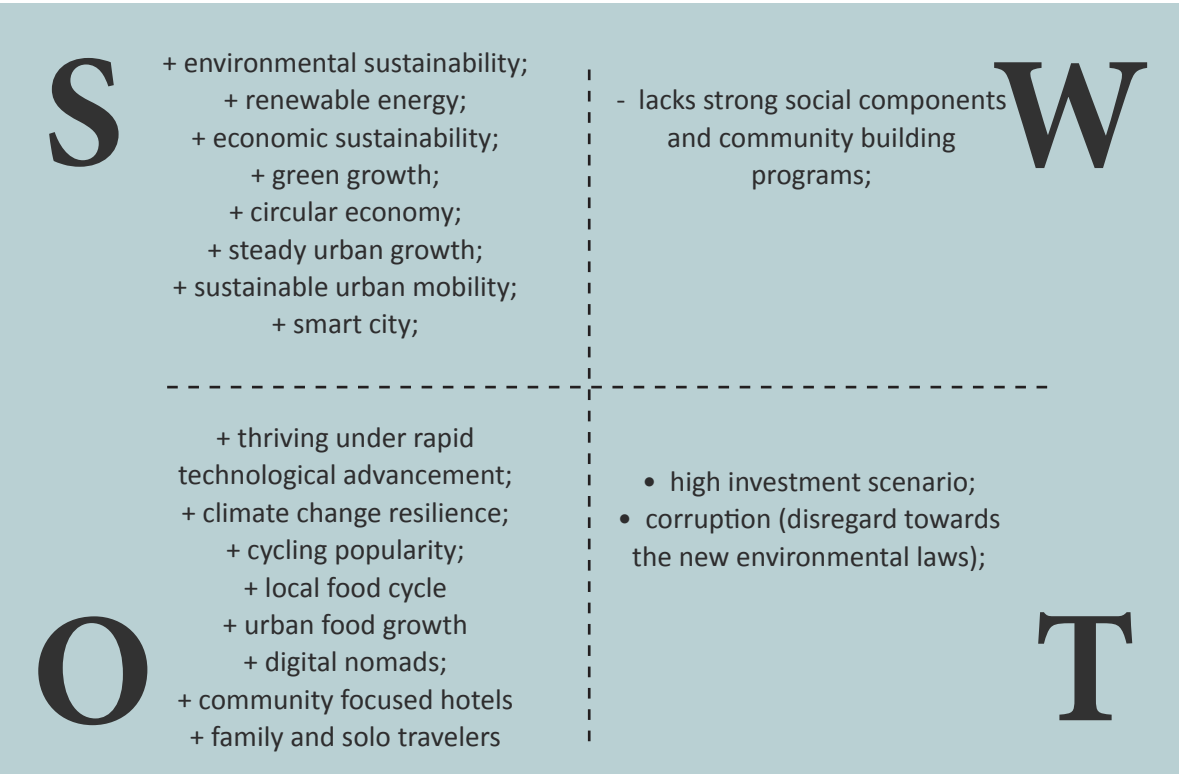 S
+ environmental sustainability;
+ renewable energy;
+ economic sustainability;
+ green growth;
+ circular economy;
+ steady urban growth;
+ sustainable urban mobility;
+ smart city;
W
- lacks strong social components
and community building
programs;
O
+ thriving under rapid
technological advancement;
+ climate change resilience;
+ cycling popularity;
+ local food cycle
+ urban food growth
+ digital nomads;
+ community focused hotels
+ family and solo travelers
T
• high investment scenario;
• corruption (disregard towards
the new environmental laws);